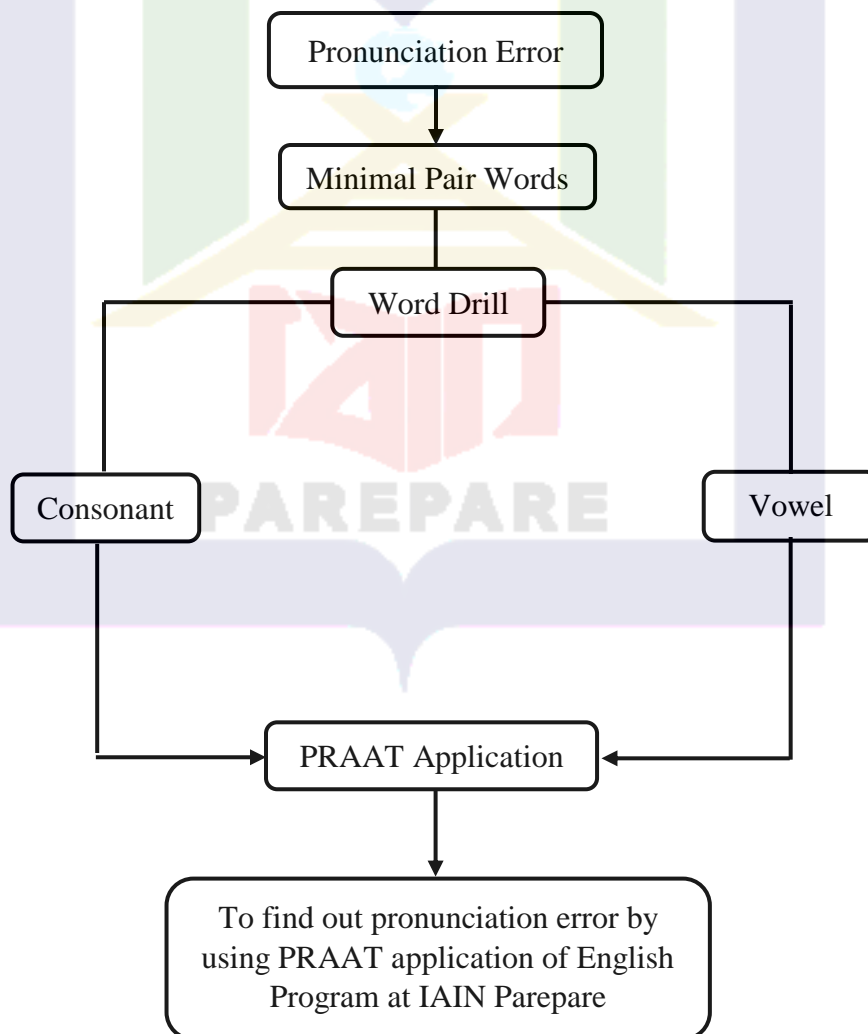 Pronunciation Error
Minimal Pair Words
Word Drill
Consonant
Vowel
PAREPARE
PRAAT Application
To find out pronunciation error by
using PRAAT application of English
Program at IAIN Parepare